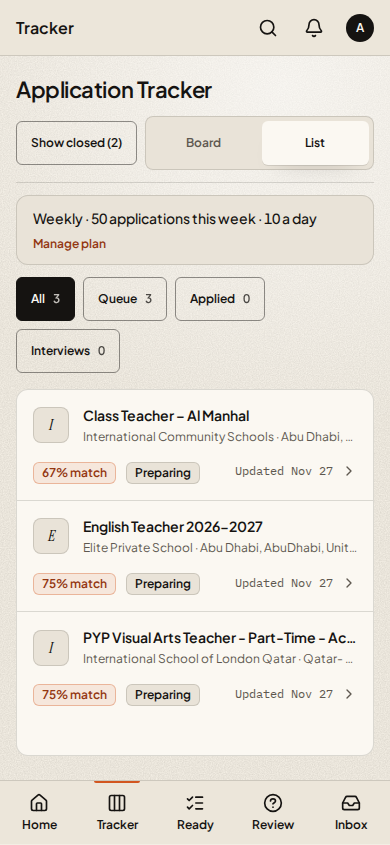 Tracker
A
Application Tracker
Show closed (2)
Board
List
Weekly · 50 applications this week · 10 a day
Manage plan
All 3
Queue 3
Applied 0
Interviews 0
I
Class Teacher – Al Manhal
International Community Schools · Abu Dhabi, …
67% match
Preparing
Updated Nov 27
E
English Teacher 2026–2027
Elite Private School · Abu Dhabi, AbuDhabi, Unit…
75% match
Preparing
Updated Nov 27
I
PYP Visual Arts Teacher - Part-Time - Ac…
International School of London Qatar · Qatar- …
75% match
Preparing
Updated Nov 27
Home
Tracker
Ready
Review
Inbox